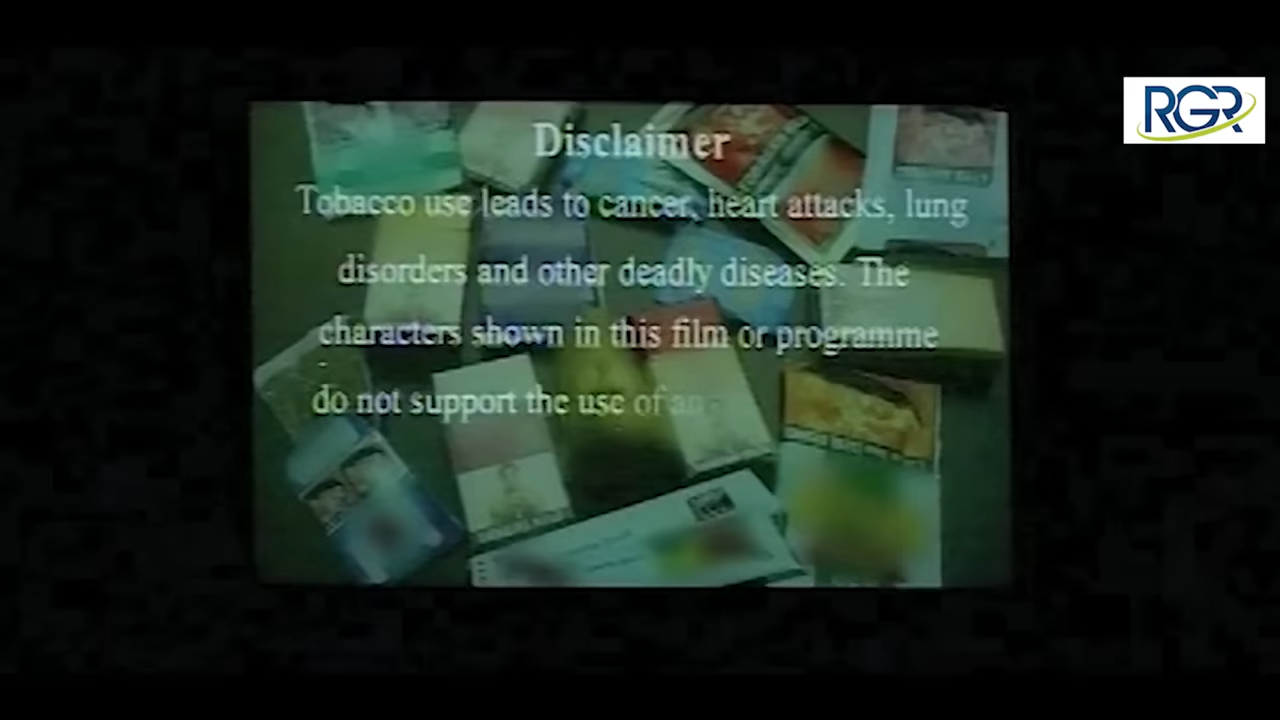 RGR
Disclaimer
Tobacco use leads to cancer, heart attacks, lung
disorders and other deadly diseases. The
characters shown in this film or programme
do not support the use of